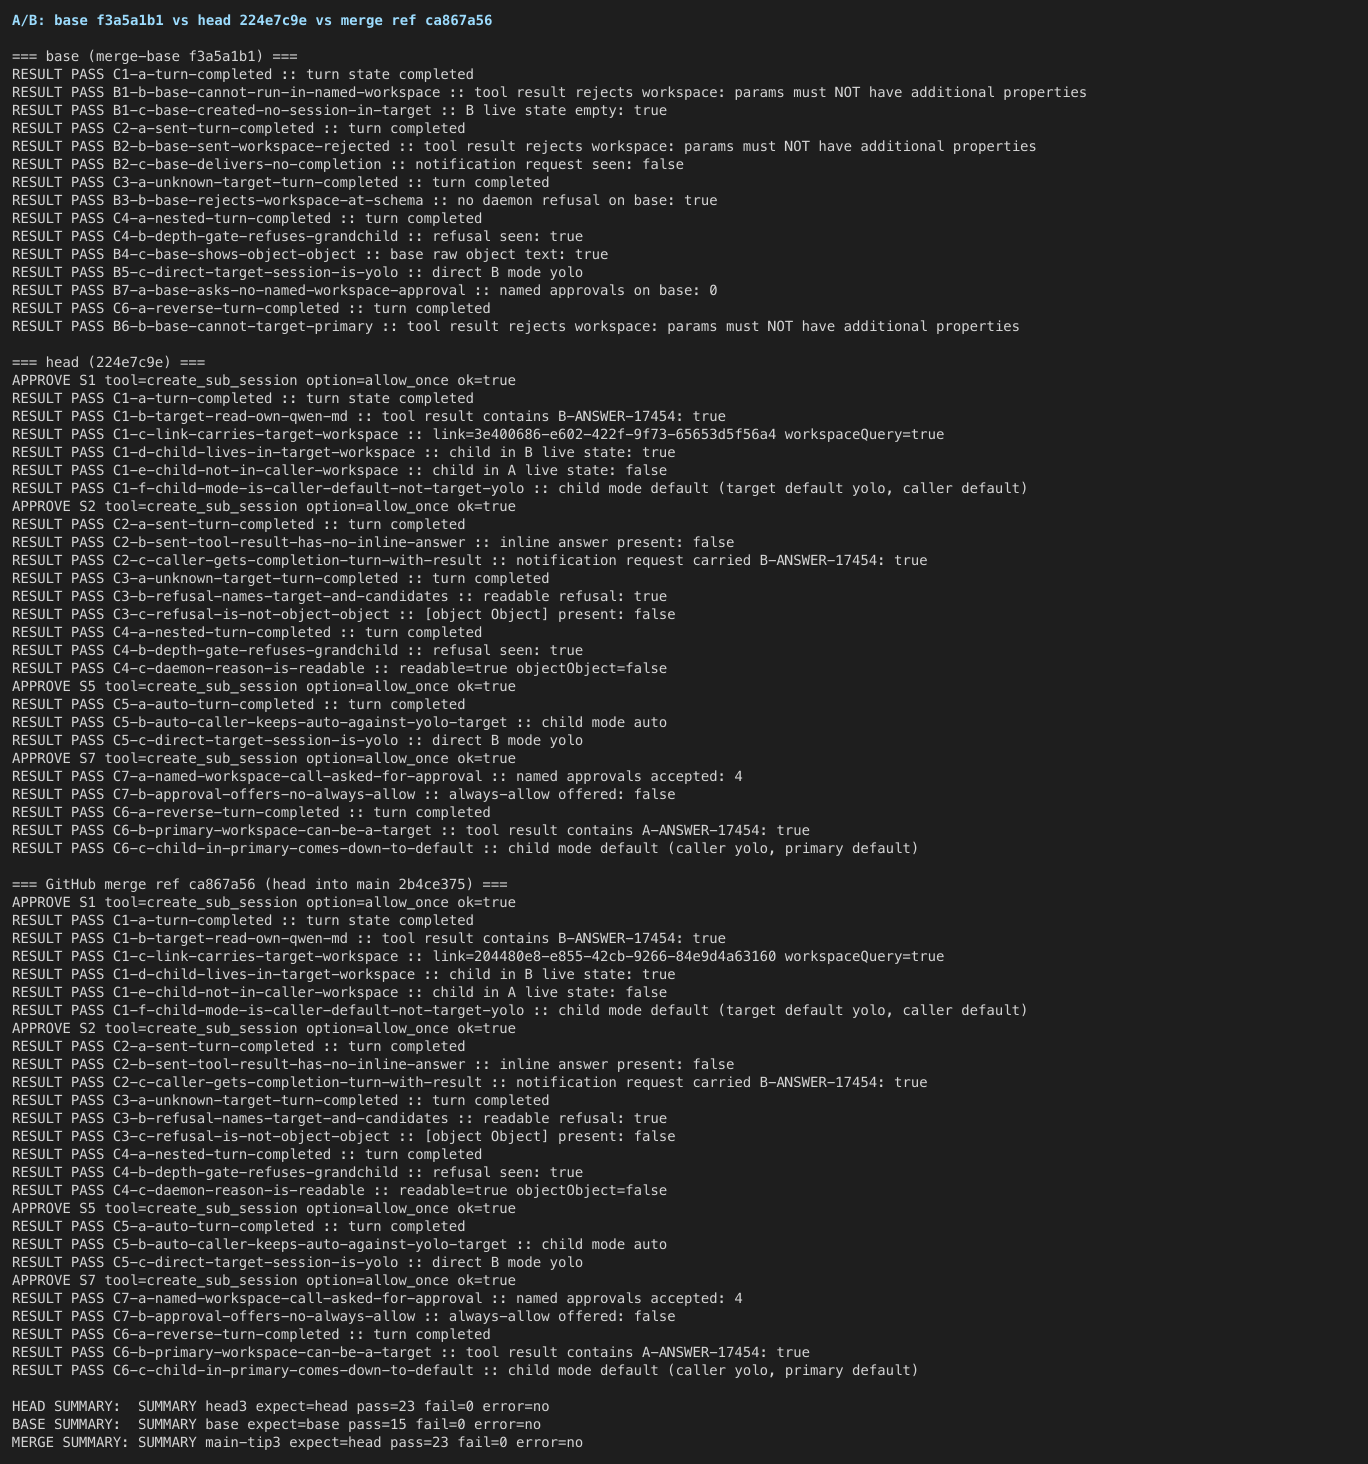 A/B: base f3a5a1b1 vs head 224e7c9e vs merge ref ca867a56
=== base (merge-base f3a5a1b1) ===
RESULT PASS C1-a-turn-completed :: turn state completed
RESULT PASS B1-b-base-cannot-run-in-named-workspace :: tool result rejects workspace: params must NOT have additional properties
RESULT PASS B1-c-base-created-no-session-in-target :: B live state empty: true
RESULT PASS C2-a-sent-turn-completed :: turn completed
RESULT PASS B2-b-base-sent-workspace-rejected :: tool result rejects workspace: params must NOT have additional properties
RESULT PASS B2-c-base-delivers-no-completion :: notification request seen: false
RESULT PASS C3-a-unknown-target-turn-completed :: turn completed
RESULT PASS B3-b-base-rejects-workspace-at-schema :: no daemon refusal on base: true
RESULT PASS C4-a-nested-turn-completed :: turn completed
RESULT PASS C4-b-depth-gate-refuses-grandchild :: refusal seen: true
RESULT PASS B4-c-base-shows-object-object :: base raw object text: true
RESULT PASS B5-c-direct-target-session-is-yolo :: direct B mode yolo
RESULT PASS B7-a-base-asks-no-named-workspace-approval :: named approvals on base: 0
RESULT PASS C6-a-reverse-turn-completed :: turn completed
RESULT PASS B6-b-base-cannot-target-primary :: tool result rejects workspace: params must NOT have additional properties
=== head (224e7c9e) ===
APPROVE S1 tool=create_sub_session option=allow_once ok=true
RESULT PASS C1-a-turn-completed :: turn state completed
RESULT PASS C1-b-target-read-own-qwen-md :: tool result contains B-ANSWER-17454: true
RESULT PASS C1-c-link-carries-target-workspace :: link=3e400686-e602-422f-9f73-65653d5f56a4 workspaceQuery=true
RESULT PASS C1-d-child-lives-in-target-workspace :: child in B live state: true
RESULT PASS C1-e-child-not-in-caller-workspace :: child in A live state: false
RESULT PASS C1-f-child-mode-is-caller-default-not-target-yolo :: child mode default (target default yolo, caller default)
APPROVE S2 tool=create_sub_session option=allow_once ok=true
RESULT PASS C2-a-sent-turn-completed :: turn completed
RESULT PASS C2-b-sent-tool-result-has-no-inline-answer :: inline answer present: false
RESULT PASS C2-c-caller-gets-completion-turn-with-result :: notification request carried B-ANSWER-17454: true
RESULT PASS C3-a-unknown-target-turn-completed :: turn completed
RESULT PASS C3-b-refusal-names-target-and-candidates :: readable refusal: true
RESULT PASS C3-c-refusal-is-not-object-object :: [object Object] present: false
RESULT PASS C4-a-nested-turn-completed :: turn completed
RESULT PASS C4-b-depth-gate-refuses-grandchild :: refusal seen: true
RESULT PASS C4-c-daemon-reason-is-readable :: readable=true objectObject=false
APPROVE S5 tool=create_sub_session option=allow_once ok=true
RESULT PASS C5-a-auto-turn-completed :: turn completed
RESULT PASS C5-b-auto-caller-keeps-auto-against-yolo-target :: child mode auto
RESULT PASS C5-c-direct-target-session-is-yolo :: direct B mode yolo
APPROVE S7 tool=create_sub_session option=allow_once ok=true
RESULT PASS C7-a-named-workspace-call-asked-for-approval :: named approvals accepted: 4
RESULT PASS C7-b-approval-offers-no-always-allow :: always-allow offered: false
RESULT PASS C6-a-reverse-turn-completed :: turn completed
RESULT PASS C6-b-primary-workspace-can-be-a-target :: tool result contains A-ANSWER-17454: true
RESULT PASS C6-c-child-in-primary-comes-down-to-default :: child mode default (caller yolo, primary default)
=== GitHub merge ref ca867a56 (head into main 2b4ce375) ===
APPROVE S1 tool=create_sub_session option=allow_once ok=true
RESULT PASS C1-a-turn-completed :: turn state completed
RESULT PASS C1-b-target-read-own-qwen-md :: tool result contains B-ANSWER-17454: true
RESULT PASS C1-c-link-carries-target-workspace :: link=204480e8-e855-42cb-9266-84e9d4a63160 workspaceQuery=true
RESULT PASS C1-d-child-lives-in-target-workspace :: child in B live state: true
RESULT PASS C1-e-child-not-in-caller-workspace :: child in A live state: false
RESULT PASS C1-f-child-mode-is-caller-default-not-target-yolo :: child mode default (target default yolo, caller default)
APPROVE S2 tool=create_sub_session option=allow_once ok=true
RESULT PASS C2-a-sent-turn-completed :: turn completed
RESULT PASS C2-b-sent-tool-result-has-no-inline-answer :: inline answer present: false
RESULT PASS C2-c-caller-gets-completion-turn-with-result :: notification request carried B-ANSWER-17454: true
RESULT PASS C3-a-unknown-target-turn-completed :: turn completed
RESULT PASS C3-b-refusal-names-target-and-candidates :: readable refusal: true
RESULT PASS C3-c-refusal-is-not-object-object :: [object Object] present: false
RESULT PASS C4-a-nested-turn-completed :: turn completed
RESULT PASS C4-b-depth-gate-refuses-grandchild :: refusal seen: true
RESULT PASS C4-c-daemon-reason-is-readable :: readable=true objectObject=false
APPROVE S5 tool=create_sub_session option=allow_once ok=true
RESULT PASS C5-a-auto-turn-completed :: turn completed
RESULT PASS C5-b-auto-caller-keeps-auto-against-yolo-target :: child mode auto
RESULT PASS C5-c-direct-target-session-is-yolo :: direct B mode yolo
APPROVE S7 tool=create_sub_session option=allow_once ok=true
RESULT PASS C7-a-named-workspace-call-asked-for-approval :: named approvals accepted: 4
RESULT PASS C7-b-approval-offers-no-always-allow :: always-allow offered: false
RESULT PASS C6-a-reverse-turn-completed :: turn completed
RESULT PASS C6-b-primary-workspace-can-be-a-target :: tool result contains A-ANSWER-17454: true
RESULT PASS C6-c-child-in-primary-comes-down-to-default :: child mode default (caller yolo, primary default)
HEAD SUMMARY:  SUMMARY head3 expect=head pass=23 fail=0 error=no
BASE SUMMARY:  SUMMARY base expect=base pass=15 fail=0 error=no
MERGE SUMMARY: SUMMARY main-tip3 expect=head pass=23 fail=0 error=no